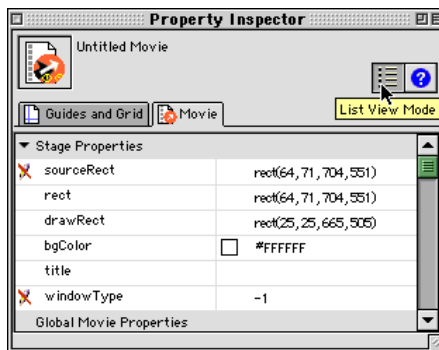 Property Inspector
Untitled Movie
?
List View Mode
Guides and Grid Movie
Stage Properties
sourceRect rect(64,71,704,551)
rect rect(64,71,704,551)
drawRect rect(25,25,665,505)
bgColor #FFFFFF
title
windowType -1
Global Movie Properties